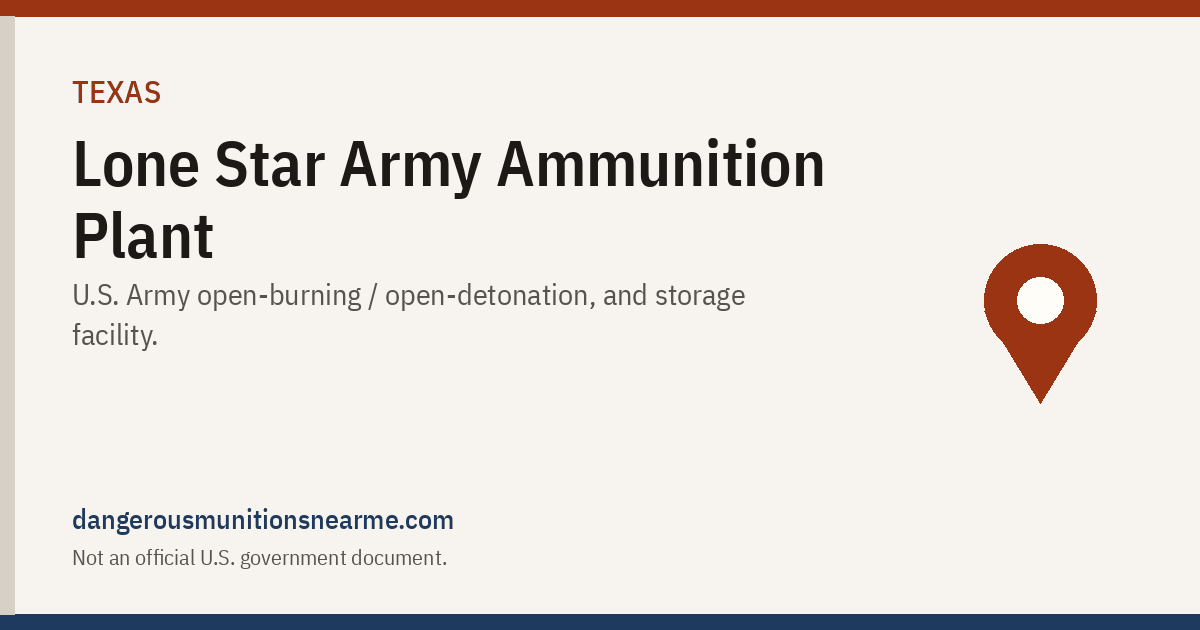 TEXAS
Lone Star Army Ammunition
Plant
U.S. Army open-burning / open-detonation, and storage
facility.
dangerousmunitionsnearme.com
Not an official U.S. government document.